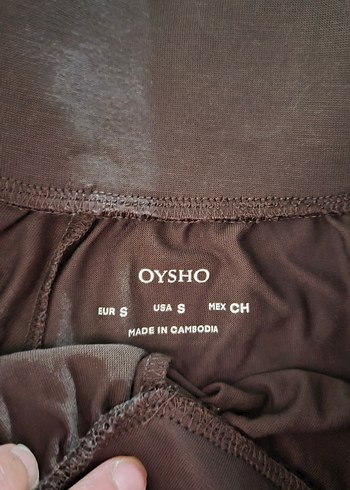 OYSHO
EUR S USA S MEX CH
MADE IN CAMBODIA